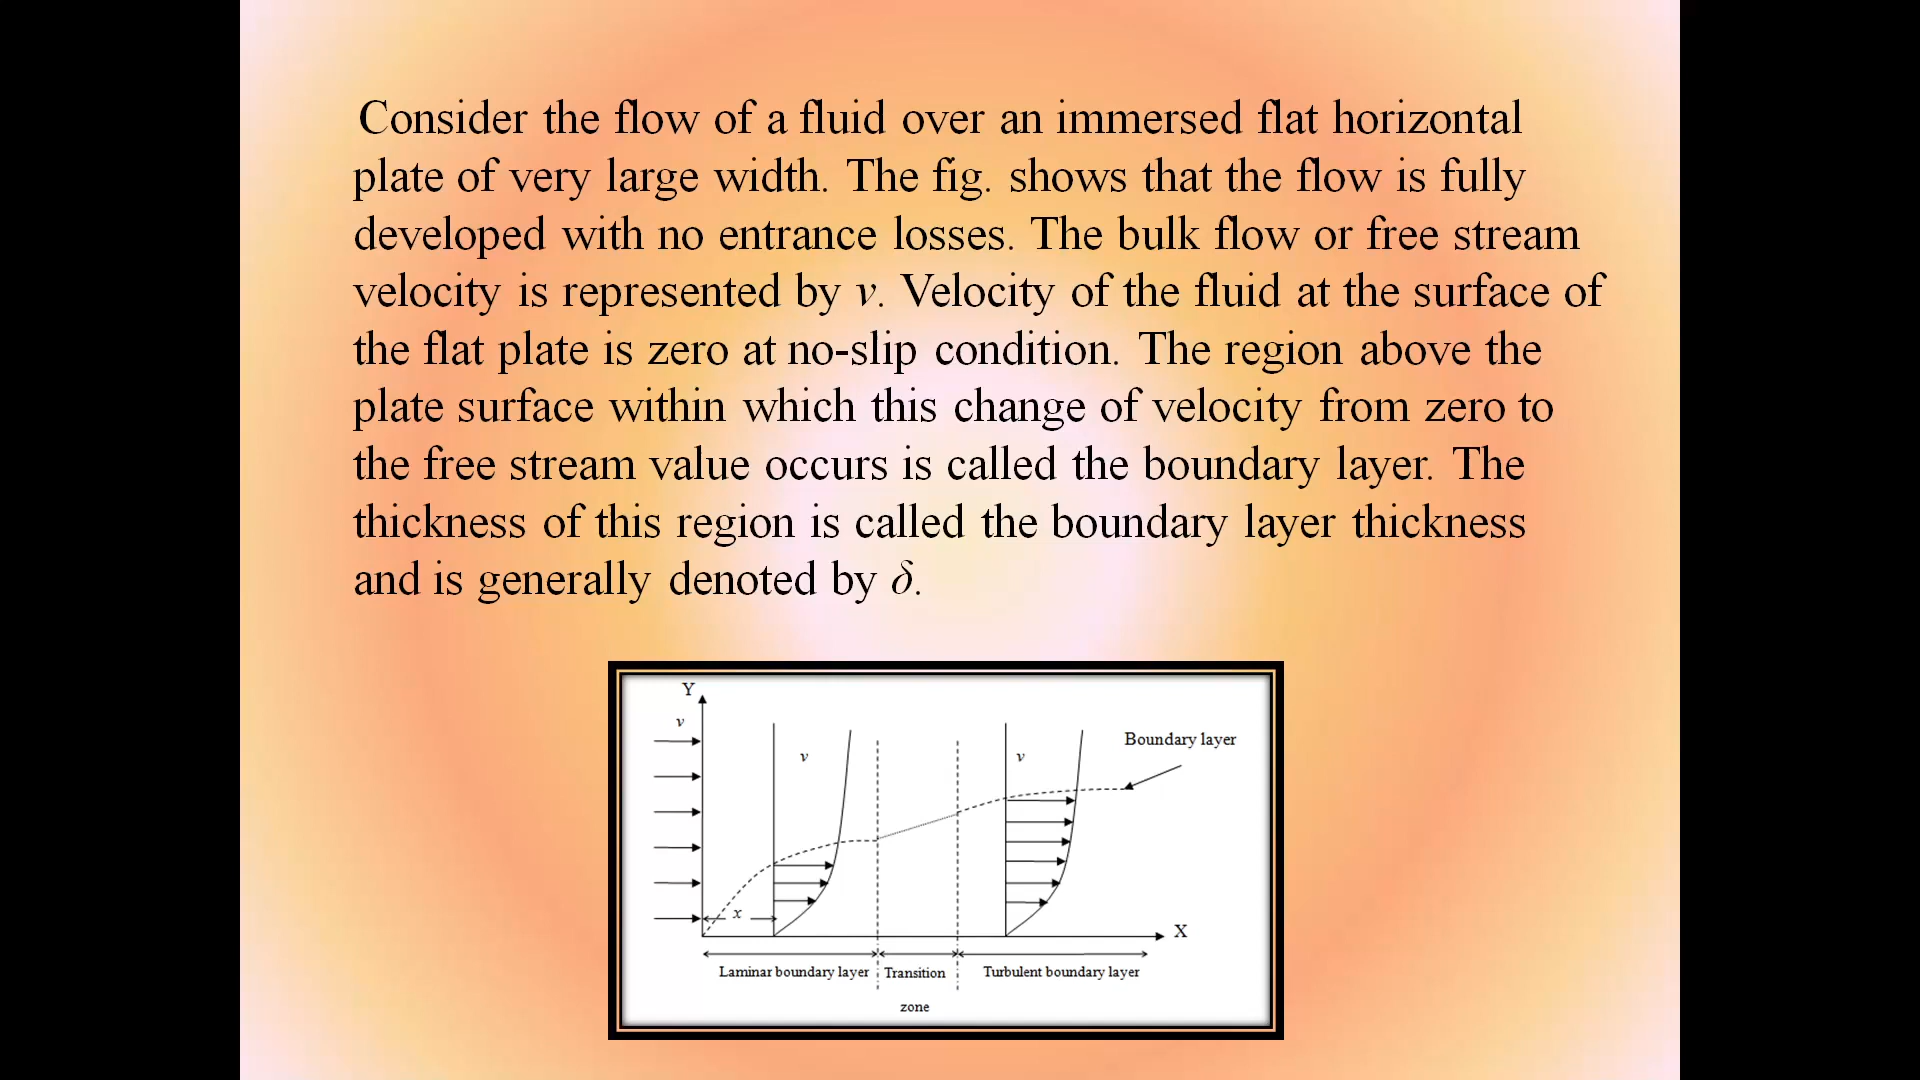 Consider the flow of a fluid over an immersed flat horizontal
plate of very large width. The fig. shows that the flow is fully
developed with no entrance losses. The bulk flow or free stream
velocity is represented by v. Velocity of the fluid at the surface of
the flat plate is zero at no-slip condition. The region above the
plate surface within which this change of velocity from zero to
the free stream value occurs is called the boundary layer. The
thickness of this region is called the boundary layer thickness
and is generally denoted by δ.
Y
v
v
v
Boundary layer
x
X
Laminar boundary layer
Transition
zone
Turbulent boundary layer